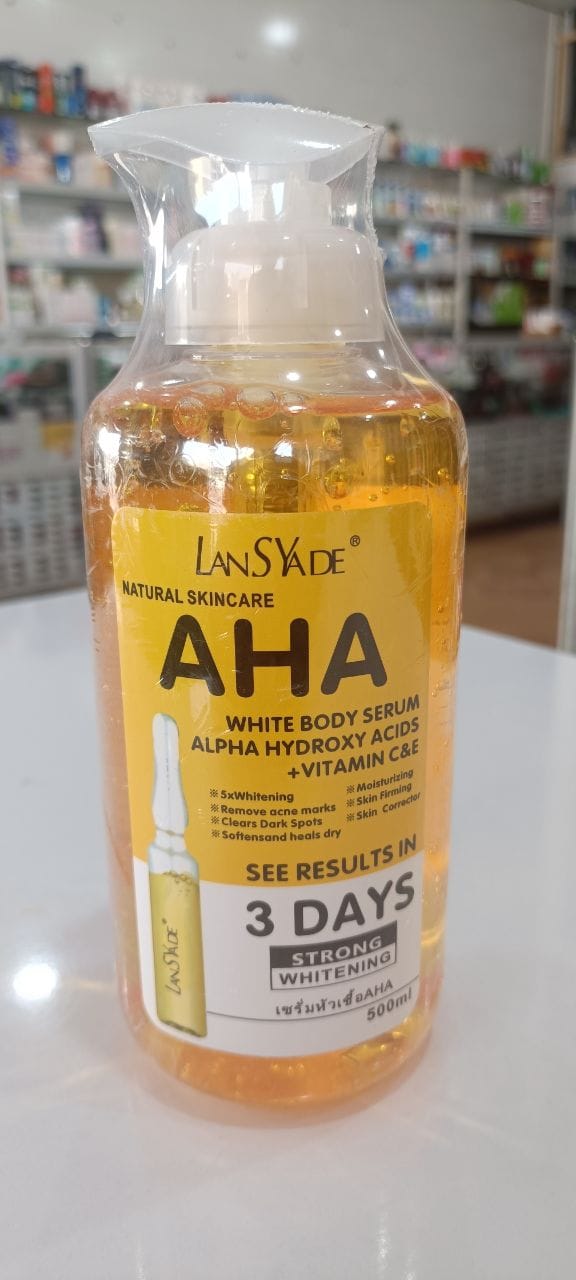 LANSYADE®
NATURAL SKINCARE
AHA
WHITE BODY SERUM
ALPHA HYDROXY ACIDS
+VITAMIN C&E
※5xWhitening
※Remove acne marks
※Clears Dark Spots
※Softensand heals dry
※Moisturizing
※Skin Firming
※Skin Corrector
SEE RESULTS IN
3 DAYS
STRONG
WHITENING
เซรั่มหัวเชื้อAHA
500ml
LANSYADE®